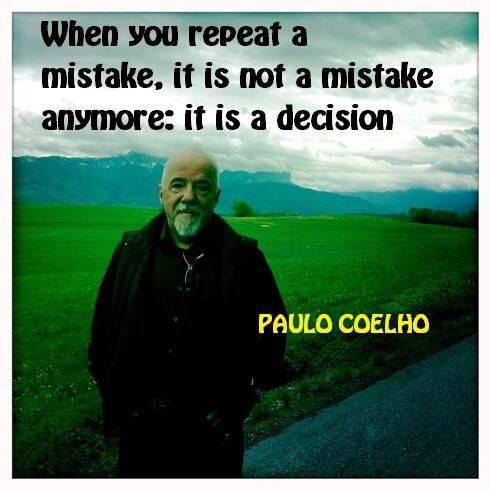 When you repeat a
mistake, it is not a mistake
anymore: it is a decision
PAULO COELHO